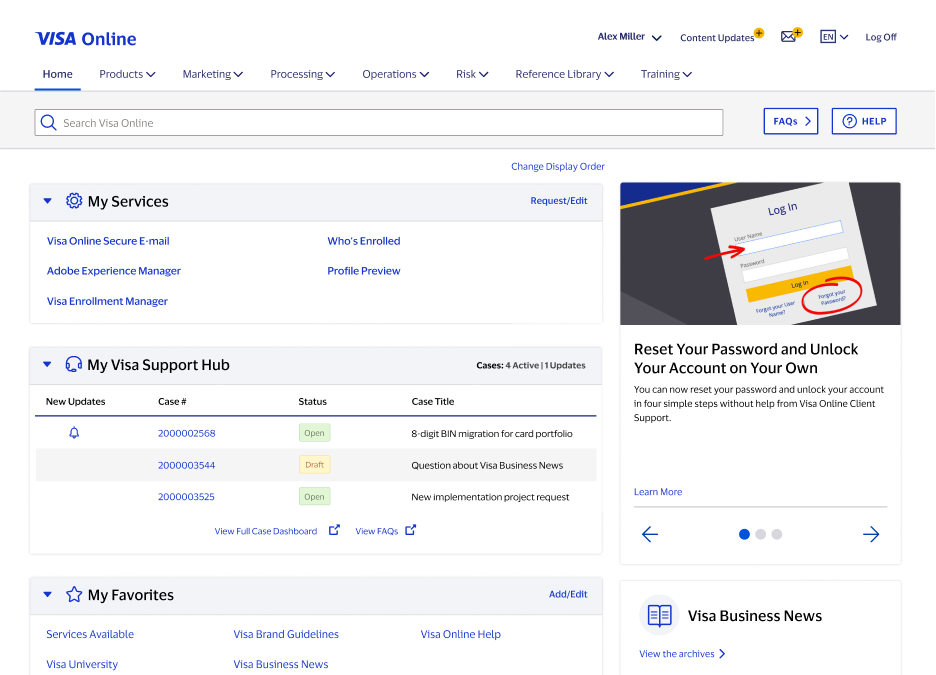 VISA Online
Alex Miller
Content Updates
EN
Log Off
Home
Products
Marketing
Processing
Operations
Risk
Reference Library
Training
Search Visa Online
FAQs
HELP
Change Display Order
My Services
Request/Edit
Visa Online Secure E-mail
Who's Enrolled
Adobe Experience Manager
Profile Preview
Visa Enrollment Manager
My Visa Support Hub
Cases: 4 Active | 1 Updates
New Updates Case # Status Case Title
2000002568 Open 8-digit BIN migration for card portfolio
2000003544 Draft Question about Visa Business News
2000003525 Open New implementation project request
View Full Case Dashboard
View FAQs
My Favorites
Add/Edit
Services Available
Visa Brand Guidelines
Visa Online Help
Visa University
Visa Business News
Log In
User Name
Password
Log In
Forgot your User
Name?
Forgot your
Password?
Reset Your Password and Unlock
Your Account on Your Own
You can now reset your password and unlock your account
in four simple steps without help from Visa Online Client
Support.
Learn More
Visa Business News
View the archives